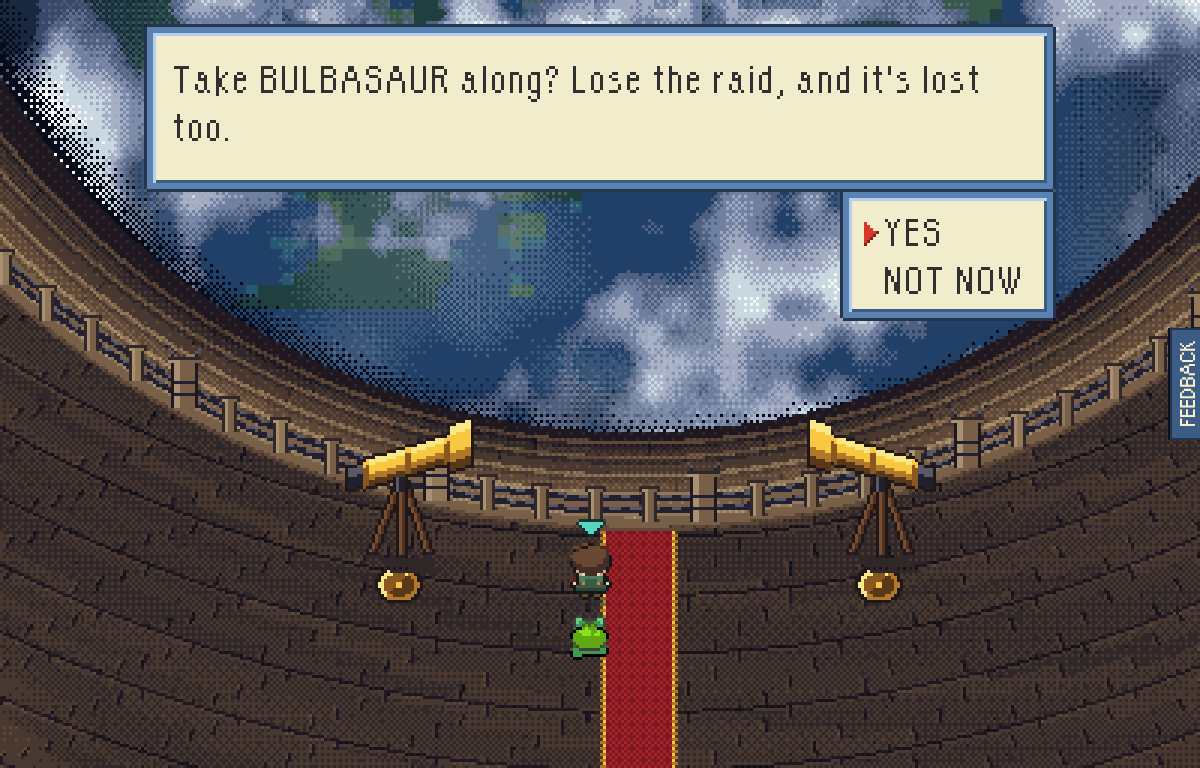 Take BULBASAUR along? Lose the raid, and it's lost
too.
YES
NOT NOW
FEEDBACK